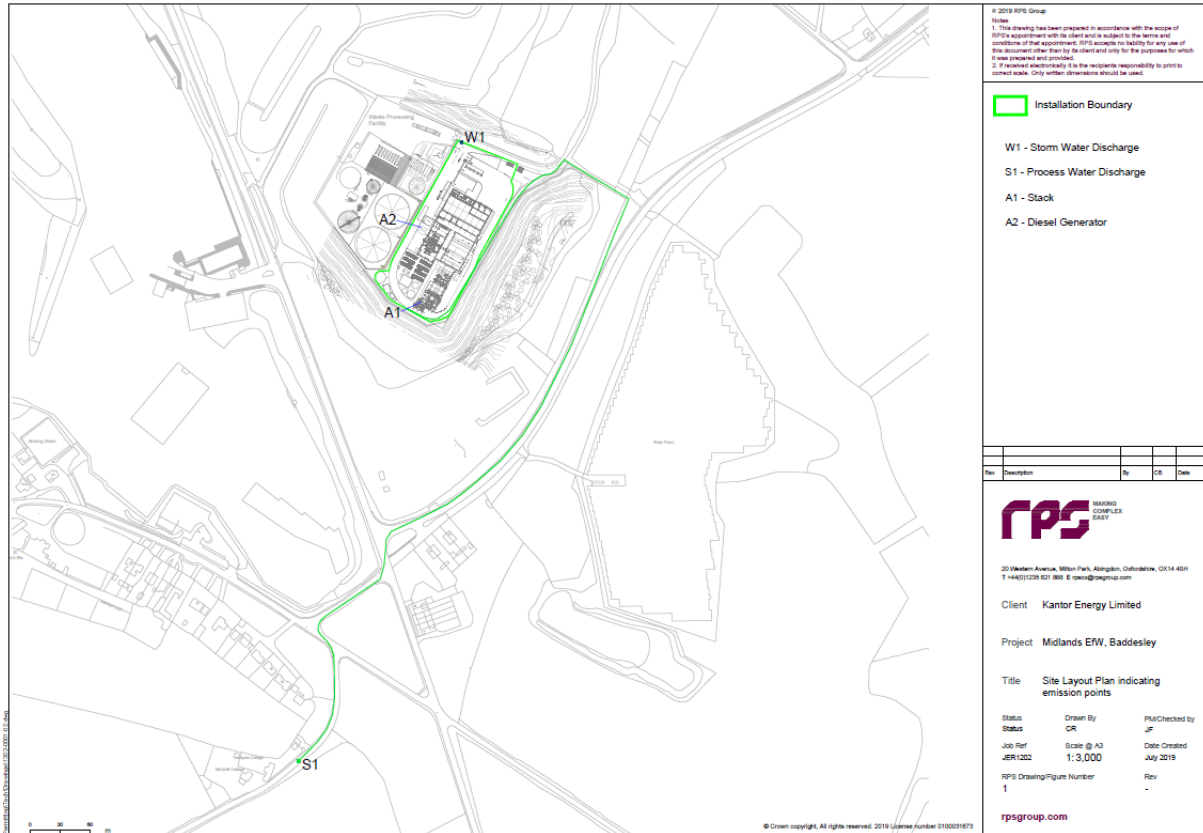 Waste Processing
Facility
W1
A2
A1
Solar Farm
Bowling Green
S1
0 30 60
m
© Crown copyright, All rights reserved. 2019 License number 0100031673
© 2019 RPS Group
Notes
1. This drawing has been prepared in accordance with the scope of
RPS's appointment with its client and is subject to the terms and
conditions of that appointment. RPS accepts no liability for any use of
this document other than by its client and only for the purposes for which
it was prepared and provided.
2. If received electronically it is the recipients responsibility to print to
correct scale. Only written dimensions should be used.
Installation Boundary
W1 - Storm Water Discharge
S1 - Process Water Discharge
A1 - Stack
A2 - Diesel Generator
Rev Description By CB Date
rps MAKING
COMPLEX
EASY
20 Western Avenue, Milton Park, Abingdon, Oxfordshire, OX14 4SH
T +44(0)1235 821 888 E rpsox@rpsgroup.com
Client Kantor Energy Limited
Project Midlands EfW, Baddesley
Title Site Layout Plan indicating
emission points
Status Drawn By PM/Checked by
Status CR JF
Job Ref Scale @ A3 Date Created
JER1202 1:3,000 July 2019
RPS Drawing/Figure Number Rev
1 -
rpsgroup.com